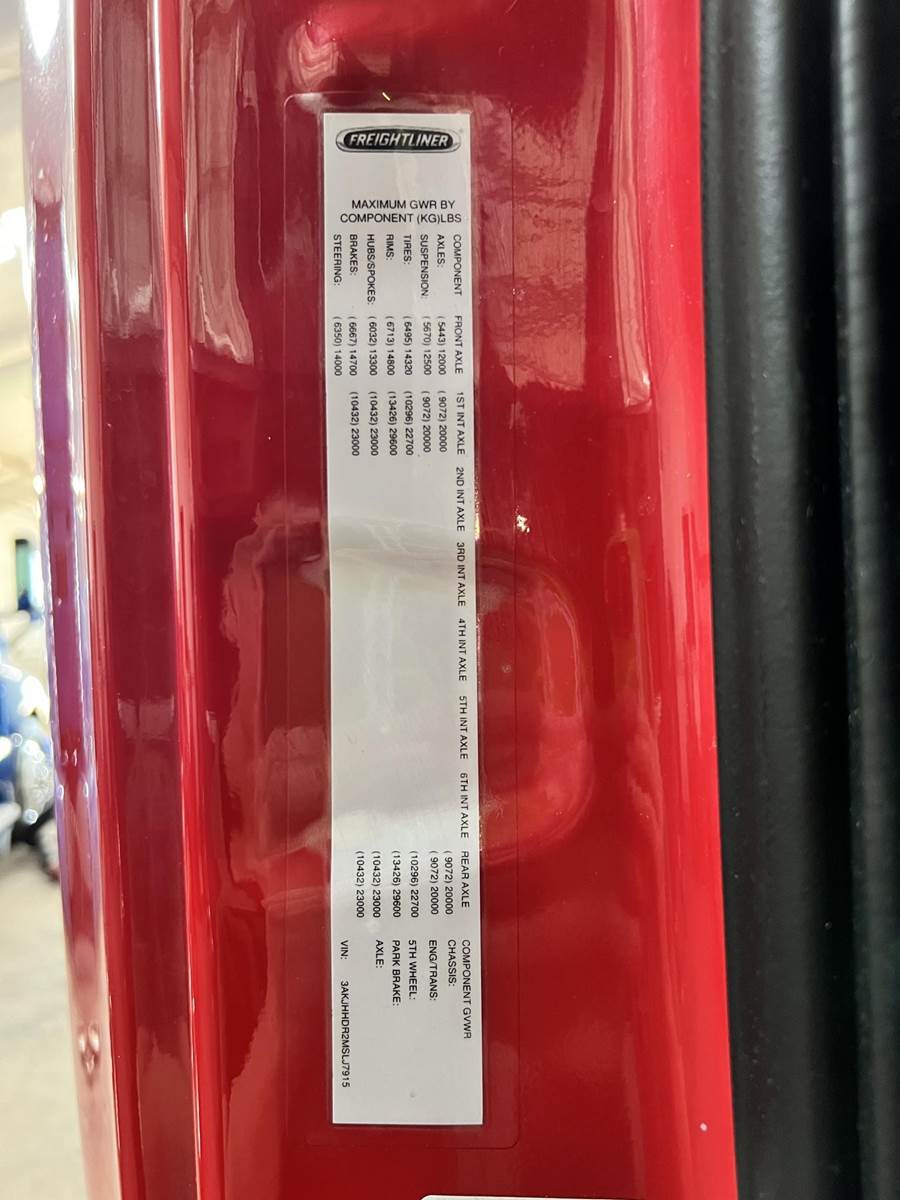 FREIGHTLINER
MAXIMUM GWR BY
COMPONENT (KG)LBS
COMPONENT FRONT AXLE 1ST INT AXLE 2ND INT AXLE 3RD INT AXLE 4TH INT AXLE 5TH INT AXLE 6TH INT AXLE REAR AXLE COMPONENT GVWR
AXLES: ( 5443) 12000 ( 9072) 20000 ( 9072) 20000 CHASSIS:
SUSPENSION: ( 5670) 12500 ( 9072) 20000 ( 9072) 20000 ENG/TRANS:
TIRES: (6495) 14320 (10296) 22700 (10296) 22700 5TH WHEEL:
RIMS: (6713) 14800 (13426) 29600 (13426) 29600 PARK BRAKE:
HUBS/SPOKES: (6032) 13300 (10432) 23000 (10432) 23000 AXLE:
BRAKES: ( 6667) 14700 (10432) 23000 (10432) 23000
STEERING: ( 6350) 14000 VIN: 3AKJHHDR2MSLJ7915